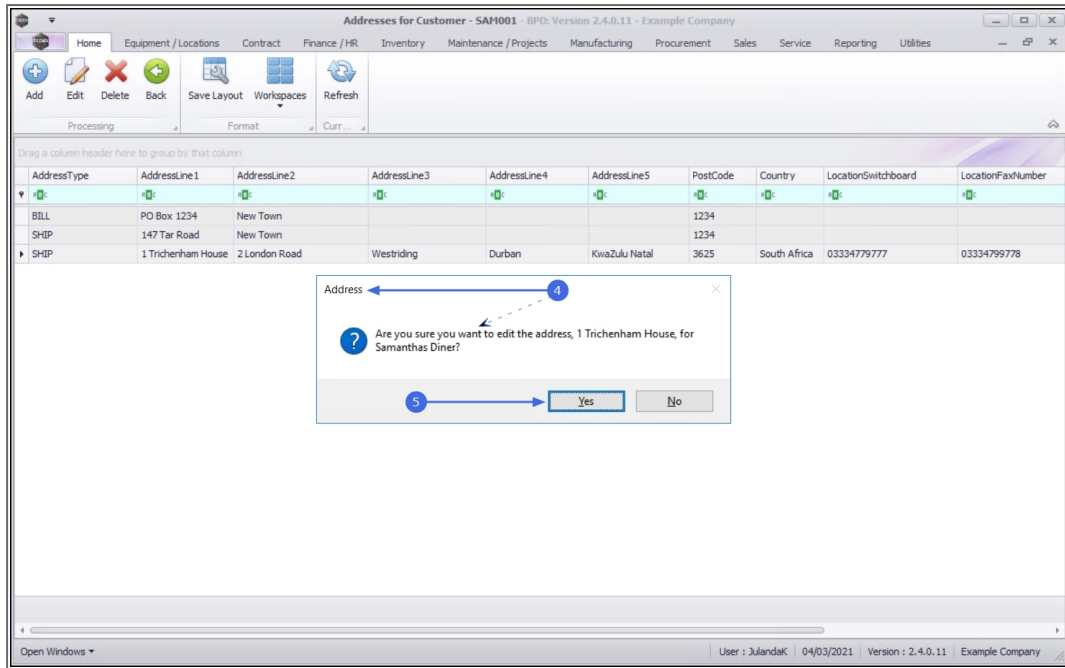 Addresses for Customer - SAM001 - BPO: Version 2.4.0.11 - Example Company
Home Equipment / Locations Contract Finance / HR Inventory Maintenance / Projects Manufacturing Procurement Sales Service Reporting Utilities
Add Edit Delete Back Save Layout Workspaces Refresh
Processing Format Curr...
Drag a column header here to group by that column
AddressType AddressLine1 AddressLine2 AddressLine3 AddressLine4 AddressLine5 PostCode Country LocationSwitchboard LocationFaxNumber
BILL PO Box 1234 New Town 1234
SHIP 147 Tar Road New Town 1234
SHIP 1 Trichenham House 2 London Road Westriding Durban KwaZulu Natal 3625 South Africa 03334779777 03334799778
Address 4
Are you sure you want to edit the address, 1 Trichenham House, for
Samanthas Diner?
5 Yes No
Open Windows User : JulandaK 04/03/2021 Version : 2.4.0.11 Example Company